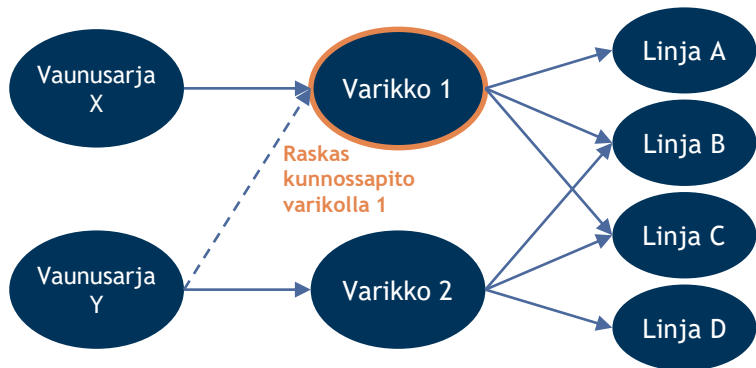 Vaunusarja
X
Varikko 1
Raskas
kunnossapito
varikolla 1
Vaunusarja
Y
Varikko 2
Linja A
Linja B
Linja C
Linja D